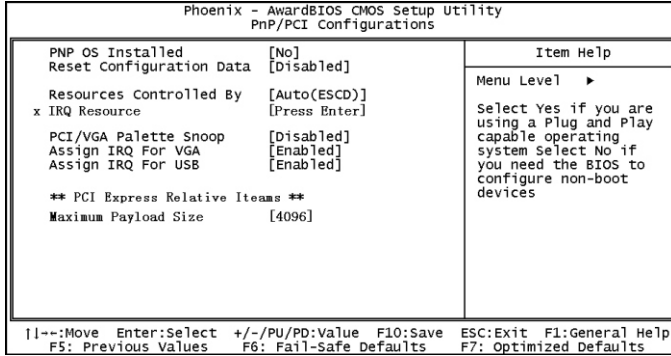 Phoenix - AwardBIOS CMOS Setup Utility
PnP/PCI Configurations
PNP OS Installed [No]
Reset Configuration Data [Disabled]
Resources Controlled By [Auto(ESCD)]
x IRQ Resource [Press Enter]
PCI/VGA Palette Snoop [Disabled]
Assign IRQ For VGA [Enabled]
Assign IRQ For USB [Enabled]
** PCI Express Relative Iteams **
Maximum Payload Size [4096]
Item Help
Menu Level ►
Select Yes if you are
using a Plug and Play
capable operating
system Select No if
you need the BIOS to
configure non-boot
devices
↑↓→←:Move Enter:Select +/-/PU/PD:Value F10:Save ESC:Exit F1:General Help
F5: Previous Values F6: Fail-Safe Defaults F7: Optimized Defaults